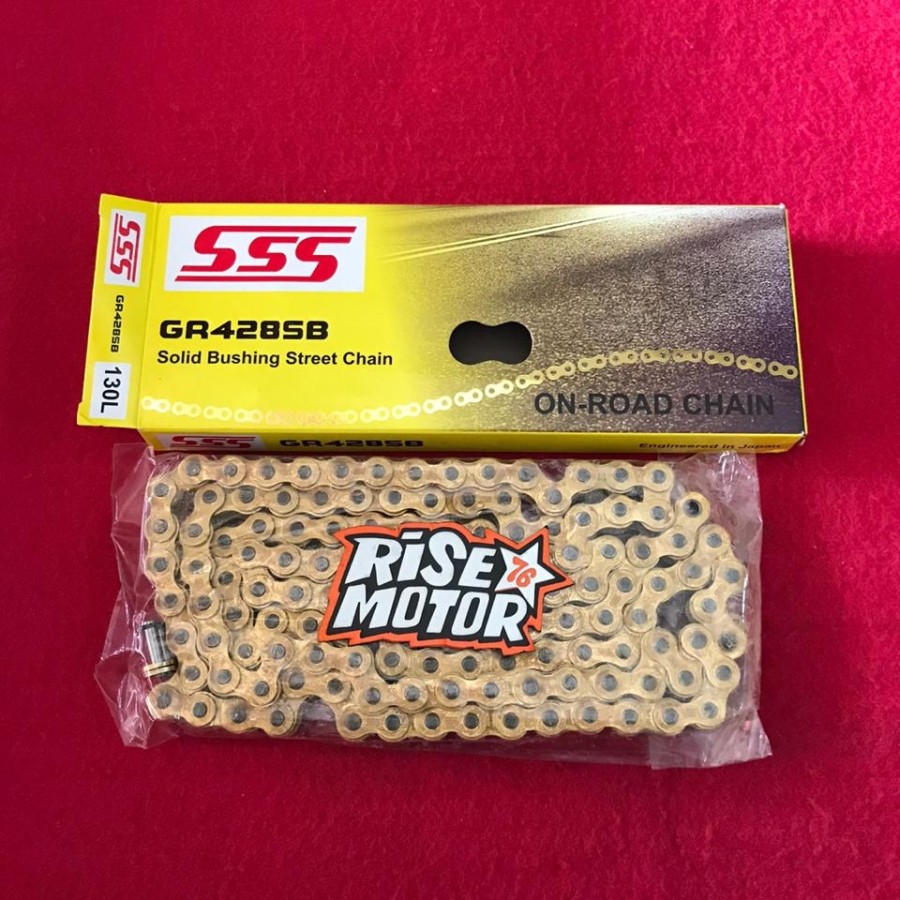 SSS
GR428SB
130L
SSS
GR428SB
Solid Bushing Street Chain
ON-ROAD CHAIN
SSS
GR428SB
Engineered in Japan
RiSE 76
MOTOR